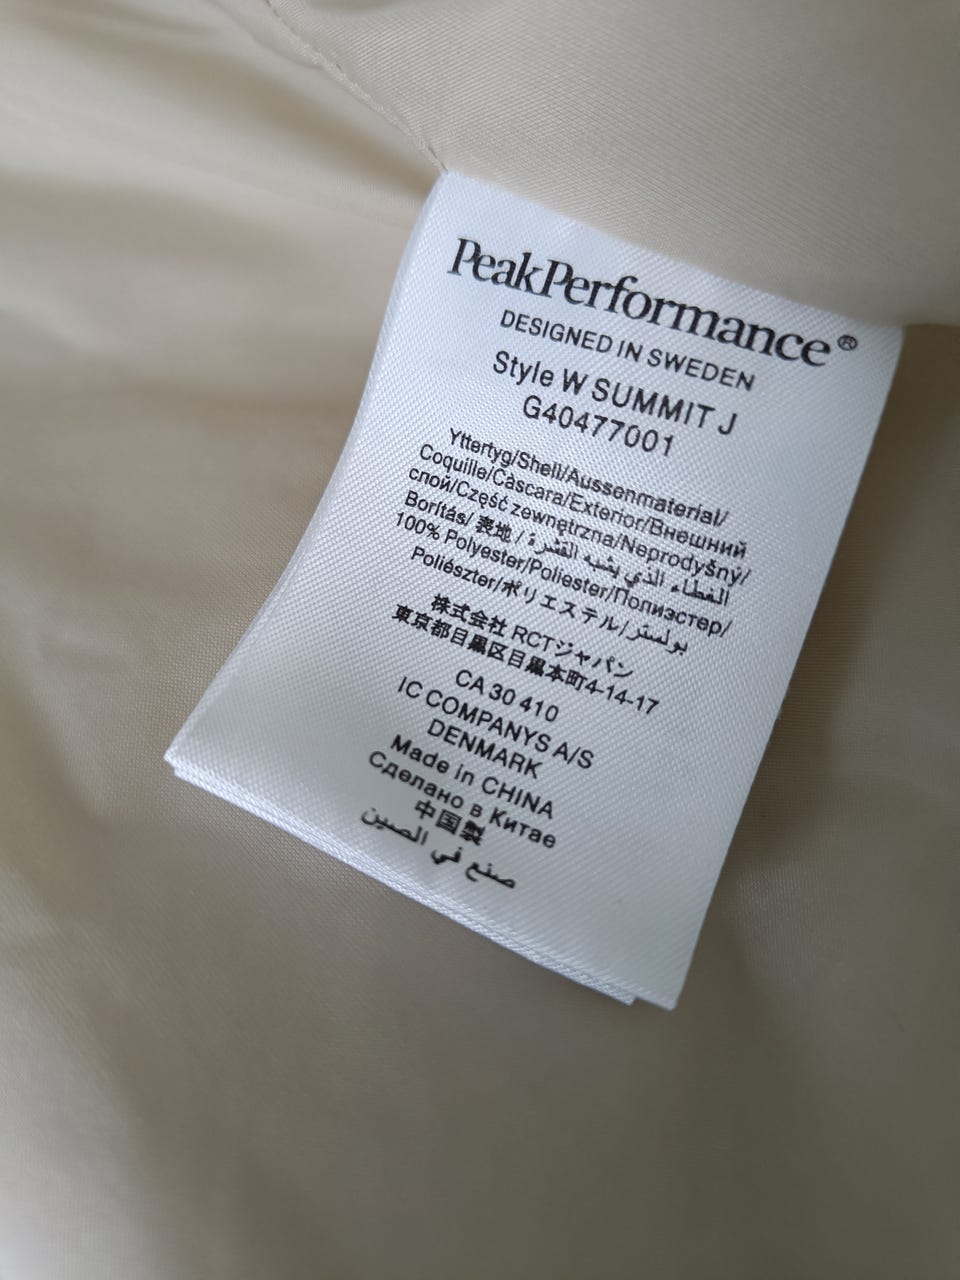 PeakPerformance®
DESIGNED IN SWEDEN
Style W SUMMIT J
G40477001
Yttertyg/Shell/Aussenmaterial/
Coquille/Càscara/Exterior/Внешний
слой/Część zewnętrzna/Neprodyšný/
Borítás/表地/الغطاء الذي يشبه القشرة
100% Polyester/Poliester/Полиэстер/
Poliészter/ポリエステル/بولستر
株式会社 RCTジャパン
東京都目黒区目黒本町4-14-17
CA 30 410
IC COMPANYS A/S
DENMARK
Made in CHINA
Сделано в Китае
中国製
صنع في الصين